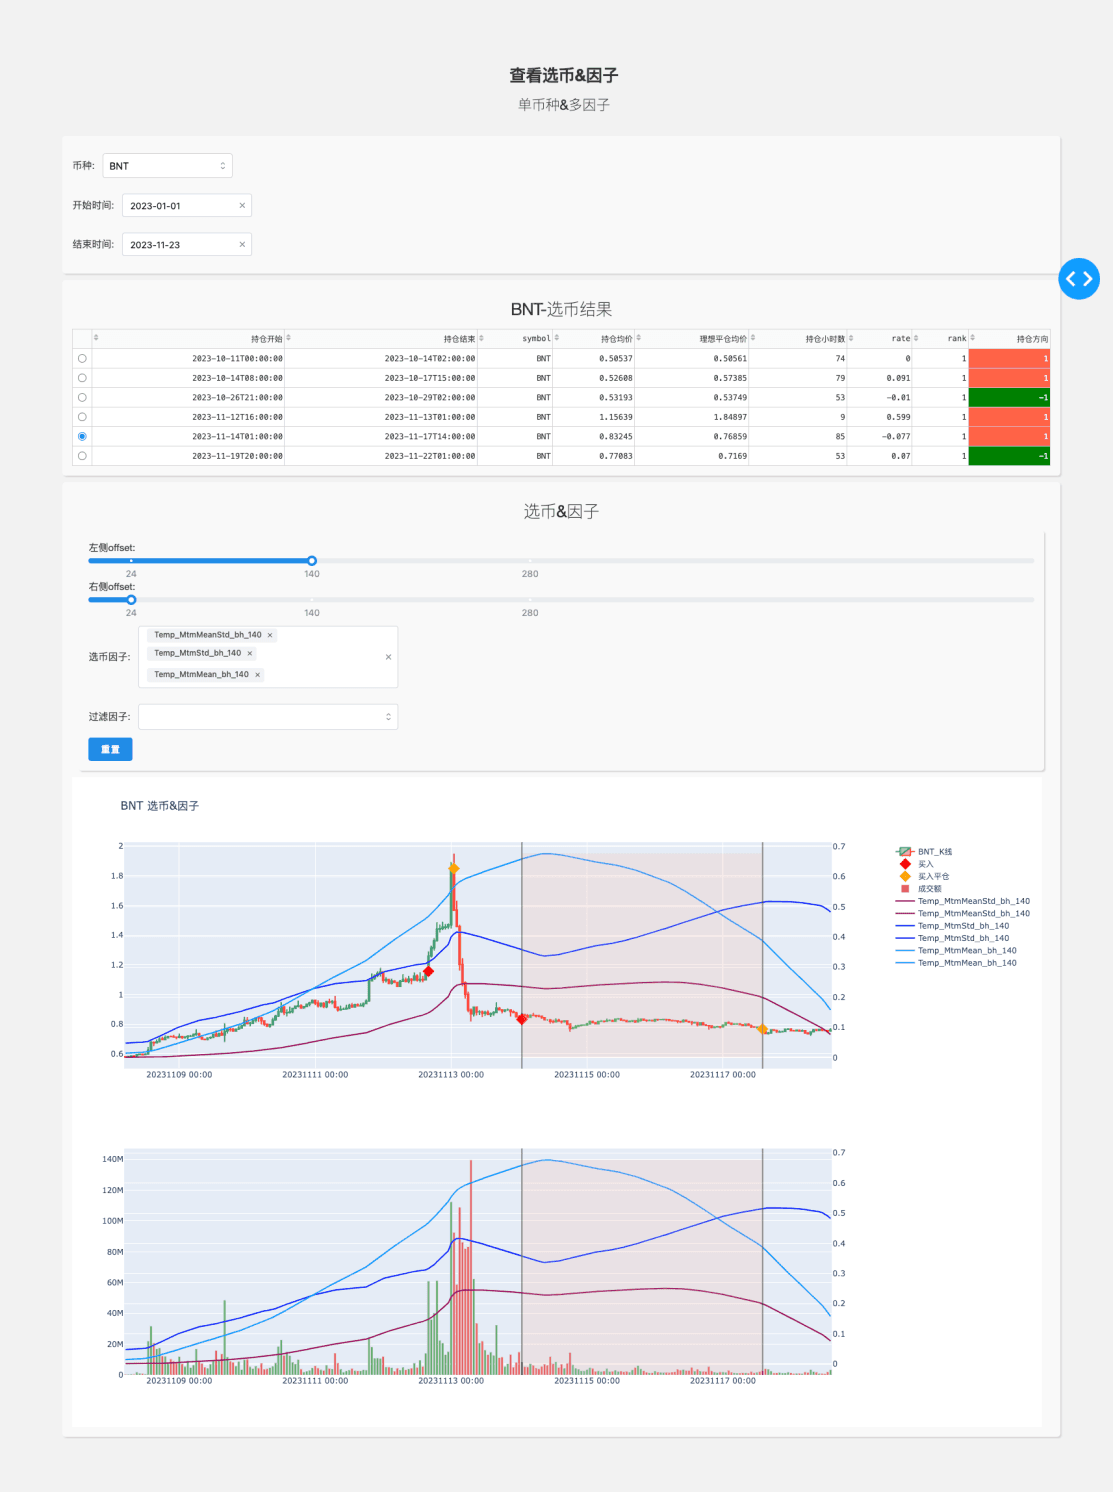 查看选币&因子
单币种&多因子
币种: BNT
开始时间: 2023-01-01 ×
结束时间: 2023-11-23 ×
BNT-选币结果
持仓开始 持仓结束 symbol 持仓均价 理想平仓均价 持仓小时数 rate rank 持仓方向
2023-10-11T00:00:00 2023-10-14T02:00:00 BNT 0.50537 0.50561 74 0 1 1
2023-10-14T08:00:00 2023-10-17T15:00:00 BNT 0.52608 0.57385 79 0.091 1 1
2023-10-26T21:00:00 2023-10-29T02:00:00 BNT 0.53193 0.53749 53 -0.01 1 -1
2023-11-12T16:00:00 2023-11-13T01:00:00 BNT 1.15639 1.84897 9 0.599 1 1
2023-11-14T01:00:00 2023-11-17T14:00:00 BNT 0.83245 0.76859 85 -0.077 1 1
2023-11-19T20:00:00 2023-11-22T01:00:00 BNT 0.77083 0.7169 53 0.07 1 -1
选币&因子
左侧offset:
24 140 280
右侧offset:
24 140 280
选币因子:
Temp_MtmMeanStd_bh_140 ×
Temp_MtmStd_bh_140 ×
Temp_MtmMean_bh_140 ×
过滤因子:
重置
BNT 选币&因子
2
1.8
1.6
1.4
1.2
1
0.8
0.6
0.7
0.6
0.5
0.4
0.3
0.2
0.1
0
20231109 00:00 20231111 00:00 20231113 00:00 20231115 00:00 20231117 00:00
BNT_K线
买入
买入平仓
成交额
Temp_MtmMeanStd_bh_140
Temp_MtmMeanStd_bh_140
Temp_MtmStd_bh_140
Temp_MtmStd_bh_140
Temp_MtmMean_bh_140
Temp_MtmMean_bh_140
140M
120M
100M
80M
60M
40M
20M
0
0.7
0.6
0.5
0.4
0.3
0.2
0.1
0
20231109 00:00 20231111 00:00 20231113 00:00 20231115 00:00 20231117 00:00